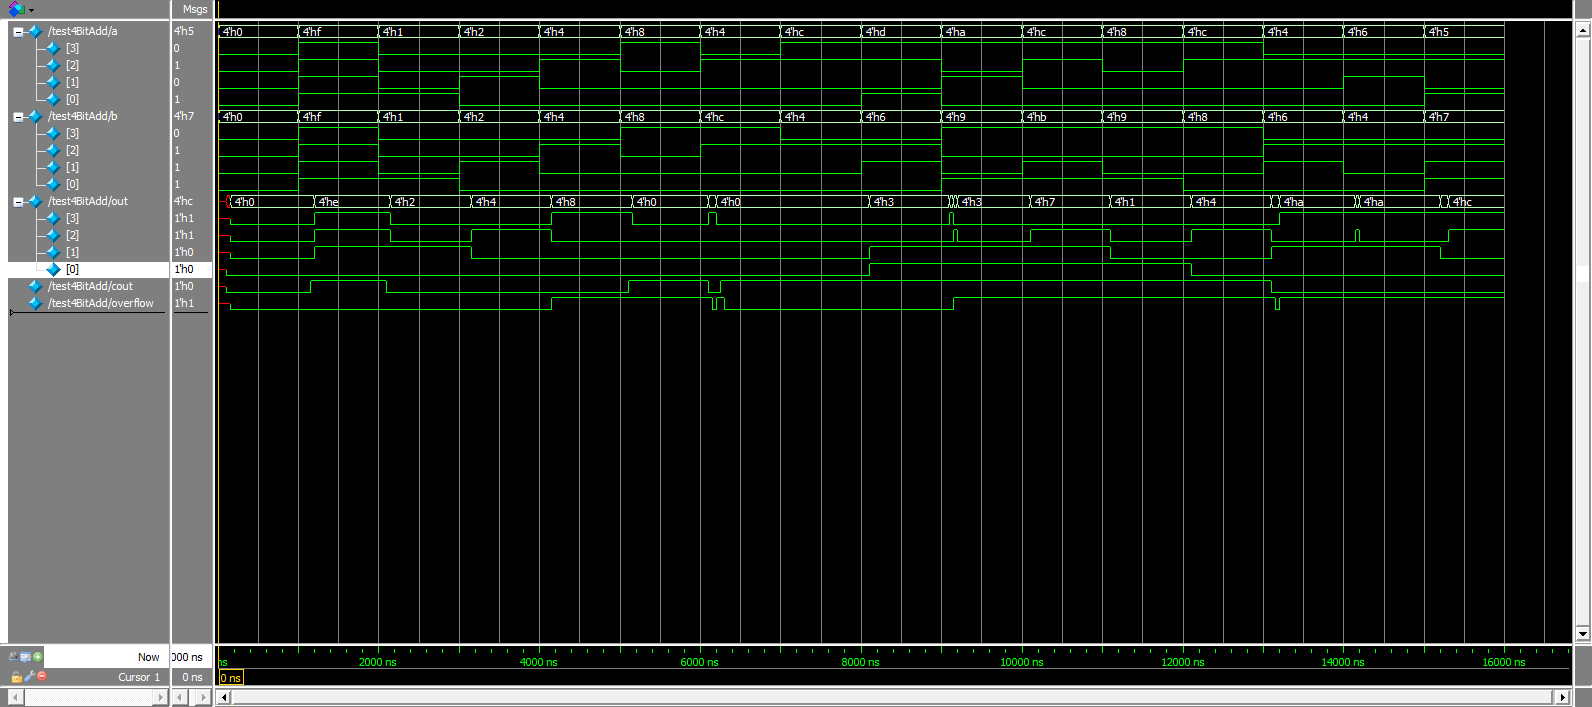 Msgs
/test4BitAdd/a 4'h5 4'h0 4'hf 4'h1 4'h2 4'h4 4'h8 4'h4 4'hc 4'hd 4'ha 4'hc 4'h8 4'hc 4'h4 4'h6 4'h5
[3] 0
[2] 1
[1] 0
[0] 1
/test4BitAdd/b 4'h7 4'h0 4'hf 4'h1 4'h2 4'h4 4'h8 4'hc 4'h4 4'h6 4'h9 4'hb 4'h9 4'h8 4'h6 4'h4 4'h7
[3] 0
[2] 1
[1] 1
[0] 1
/test4BitAdd/out 4'hc 4'h0 4'he 4'h2 4'h4 4'h8 4'h0 4'h0 4'h3 4'h3 4'h7 4'h1 4'h4 4'ha 4'ha 4'hc
[3] 1'h1
[2] 1'h1
[1] 1'h0
[0] 1'h0
/test4BitAdd/cout 1'h0
/test4BitAdd/overflow 1'h1
Now 000 ns ns 2000 ns 4000 ns 6000 ns 8000 ns 10000 ns 12000 ns 14000 ns 16000 ns
Cursor 1 0 ns 0 ns